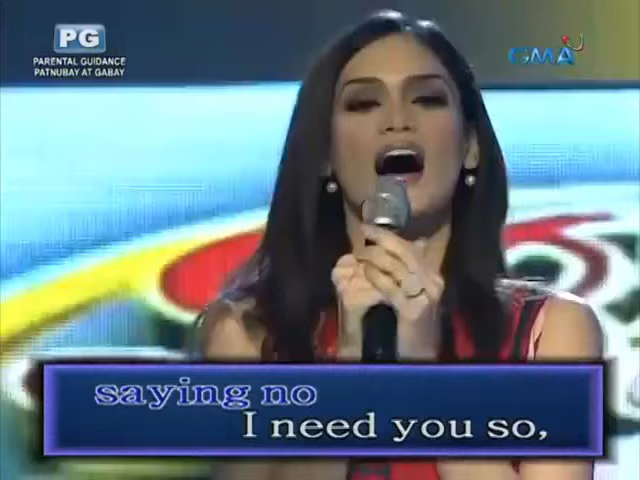 PG
PARENTAL GUIDANCE
PATNUBAY AT GABAY
GMA
saying no
I need you so,